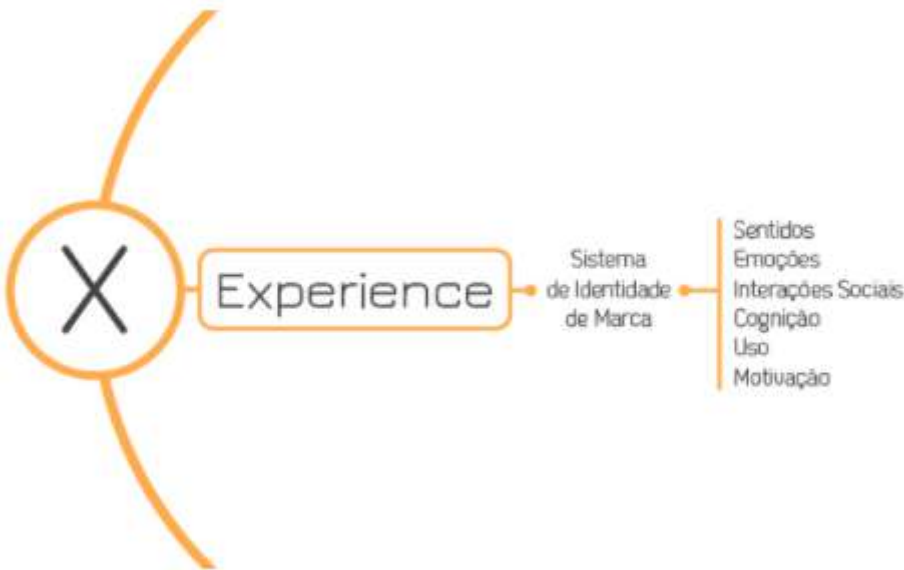 X
Experience
Sistema
de Identidade
de Marca
Sentidos
Emoções
Interações Sociais
Cognição
Uso
Motivação